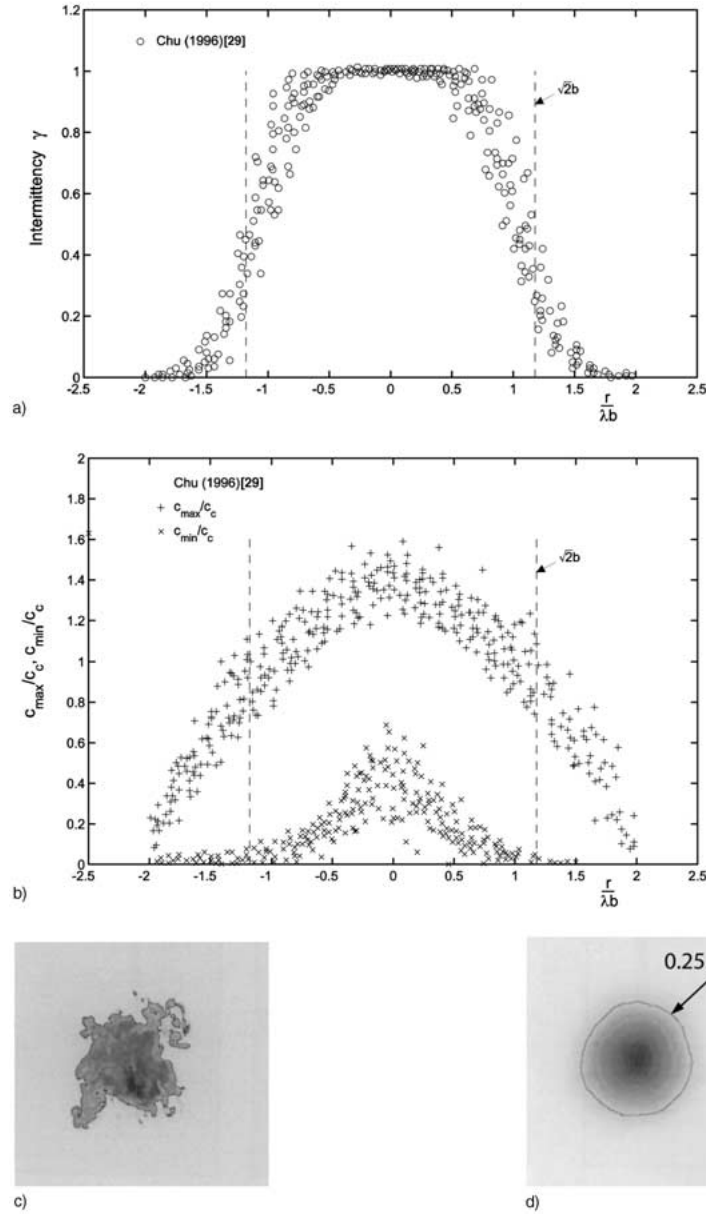 1.2
○ Chu (1996)[29]
1
√2b
0.8
Intermittency γ
0.6
0.4
0.2
0
-2.5 -2 -1.5 -1 -0.5 0 0.5 1 1.5 2 2.5
r
λb
a)
2
Chu (1996)[29]
1.8
+ c_max/c_c
1.6
× c_min/c_c
√2b
1.4
1.2
1
c_max/c_c, c_min/c_c
0.8
0.6
0.4
0.2
0
-2.5 -2 -1.5 -1 -0.5 0 0.5 1 1.5 2 2.5
r
λb
b)
0.25
c)
d)